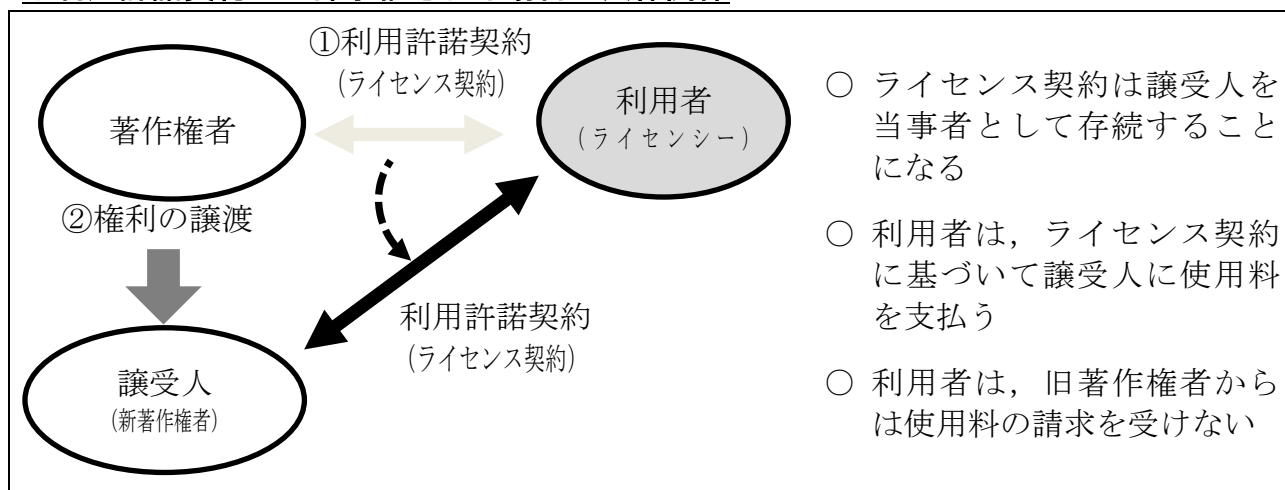 ①利用許諾契約
(ライセンス契約)
著作権者
利用者
(ライセンシー)
②権利の譲渡
利用許諾契約
(ライセンス契約)
譲受人
(新著作権者)
○ ライセンス契約は譲受人を
当事者として存続すること
になる
○ 利用者は，ライセンス契約
に基づいて譲受人に使用料
を支払う
○ 利用者は，旧著作権者から
は使用料の請求を受けない